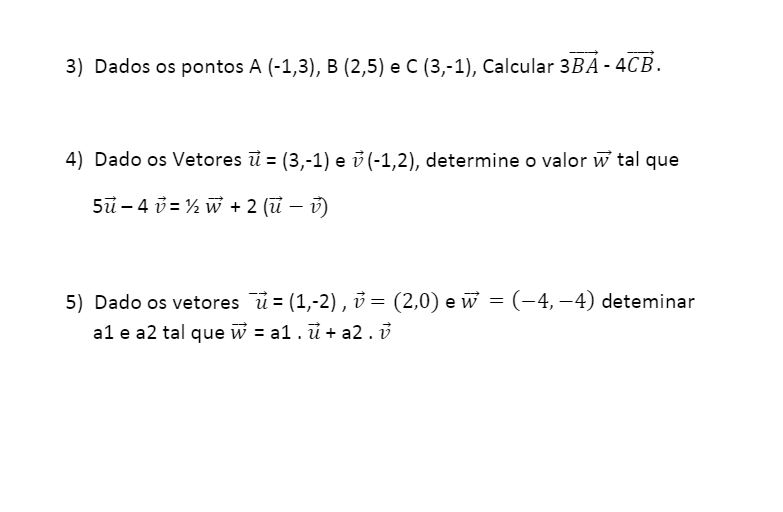 3) Dados os pontos A (-1,3), B (2,5) e C (3,-1), Calcular 3\overrightarrow{BA} - 4\overrightarrow{CB}.
4) Dado os Vetores \vec{u} = (3,-1) e \vec{v} (-1,2), determine o valor \vec{w} tal que
5\vec{u} – 4 \vec{v} = ½ \vec{w} + 2 (\vec{u} − \vec{v})
5) Dado os vetores \vec{u} = (1,-2) , \vec{v} = (2,0) e \vec{w} = (−4, −4) deteminar
a1 e a2 tal que \vec{w} = a1 . \vec{u} + a2 . \vec{v}